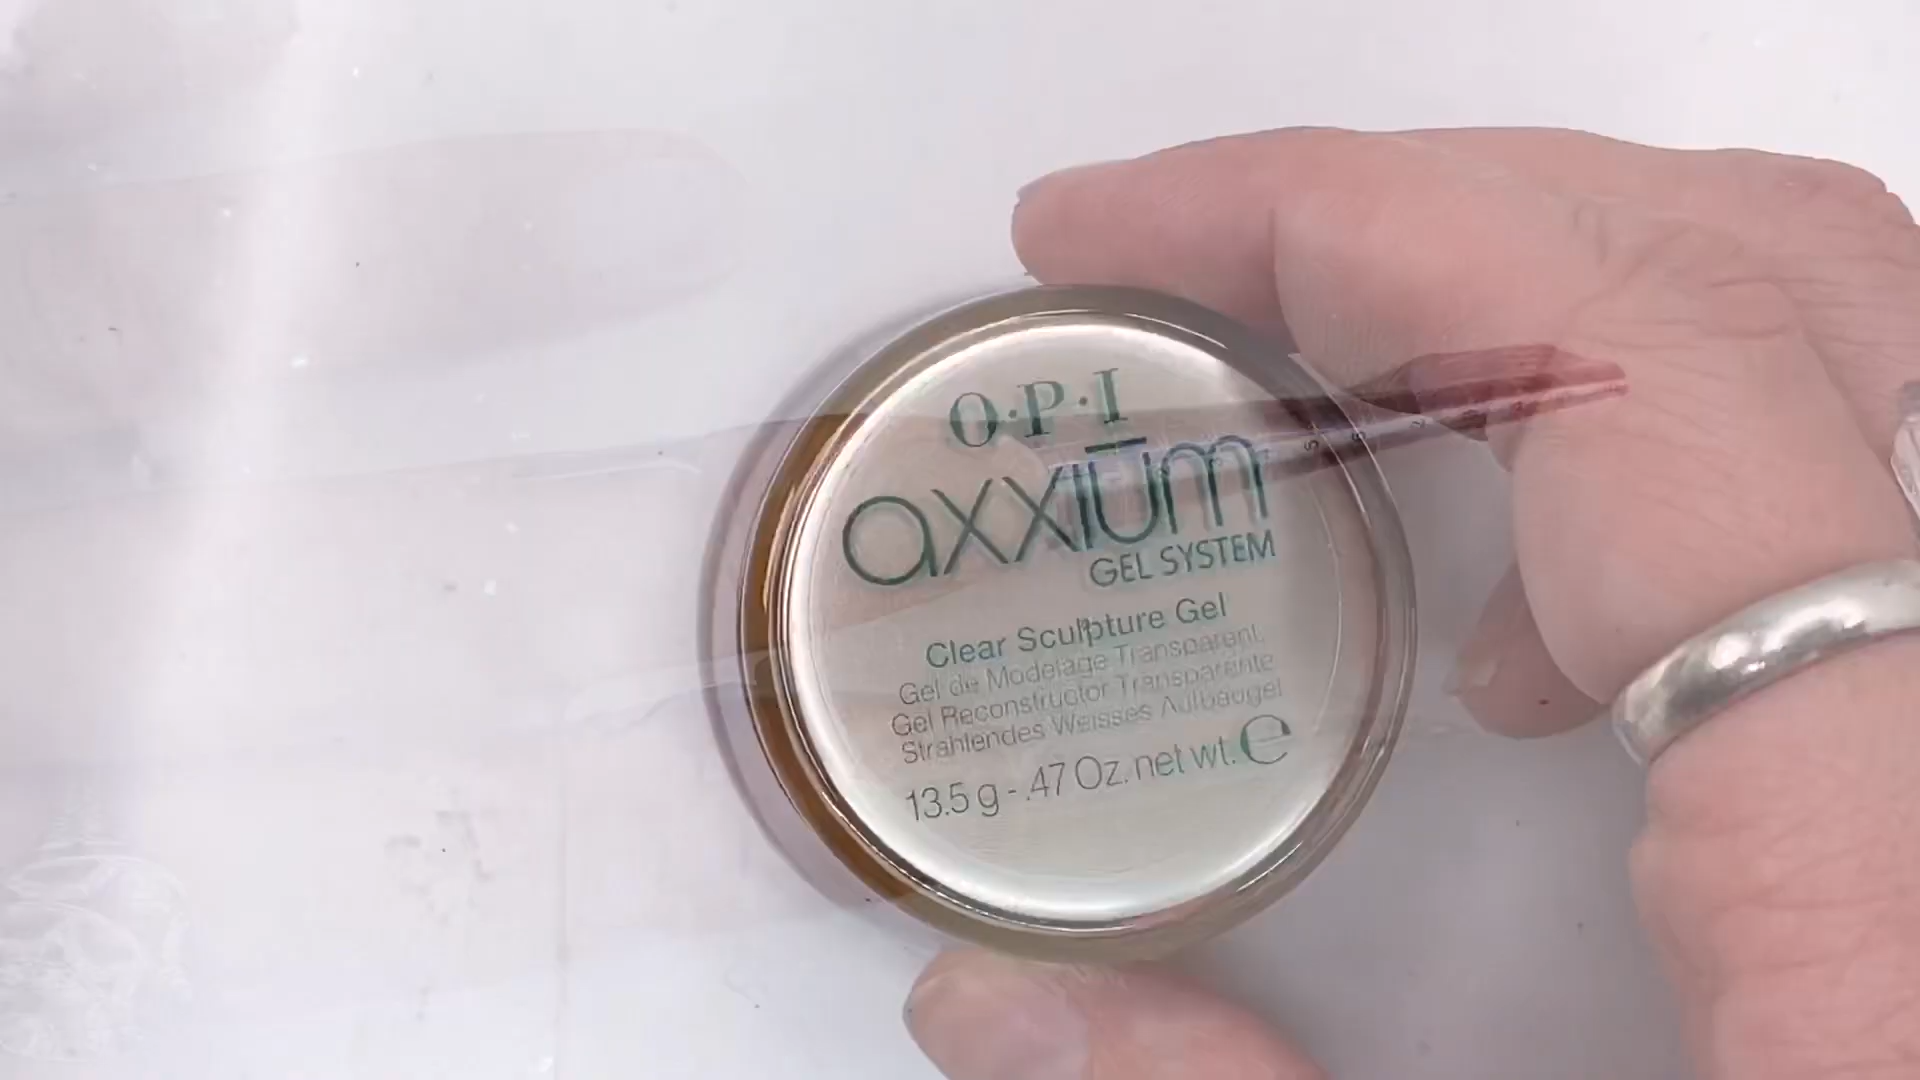 O·P·I
axxiūm
GEL SYSTEM
Clear Sculpture Gel
Gel de Modelage Transparent,
Gel Reconstructor Transparente
Strahlendes Weisses Aufbaugel
13.5 g - .47 Oz. net wt. ℮